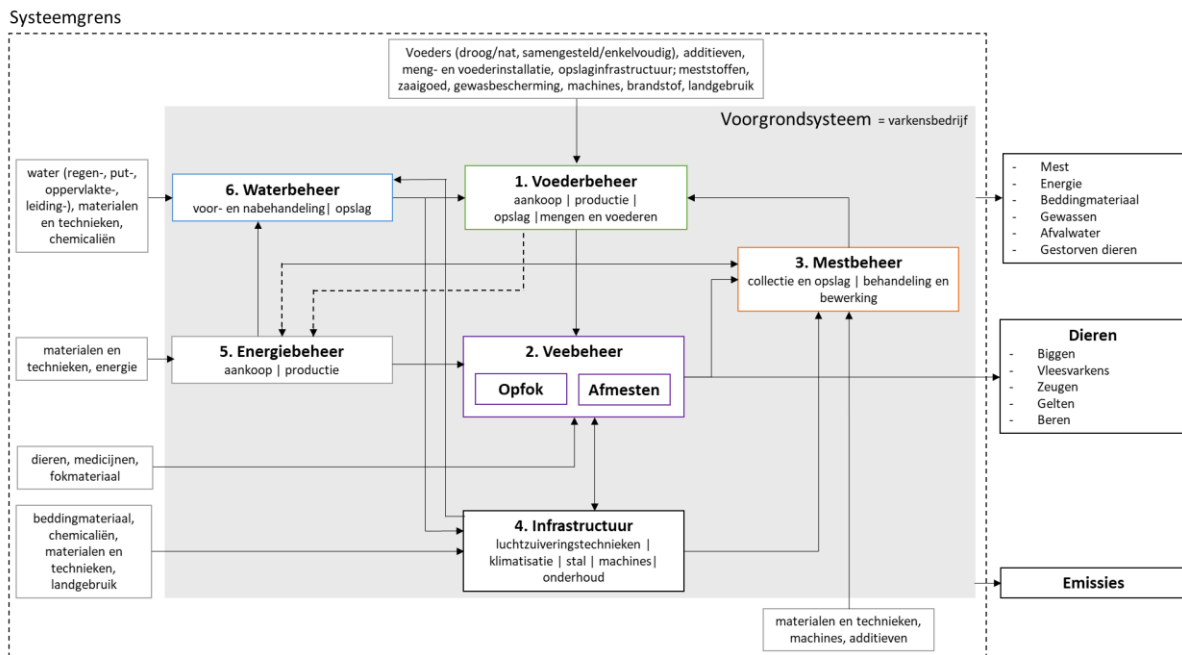 Systeemgrens
Voeders (droog/nat, samengesteld/enkelvoudig), additieven,
meng- en voederinstallatie, opslaginfrastructuur; meststoffen,
zaaigoed, gewasbescherming, machines, brandstof, landgebruik
Voorgrondsysteem = varkensbedrijf
water (regen-, put-,
oppervlakte-,
leiding-), materialen
en technieken,
chemicaliën
6. Waterbeheer
voor- en nabehandeling| opslag
1. Voederbeheer
aankoop | productie |
opslag |mengen en voederen
- Mest
- Energie
- Beddingmateriaal
- Gewassen
- Afvalwater
- Gestorven dieren
3. Mestbeheer
collectie en opslag | behandeling en
bewerking
materialen en
technieken, energie
5. Energiebeheer
aankoop | productie
2. Veebeheer
Opfok
Afmesten
Dieren
- Biggen
- Vleesvarkens
- Zeugen
- Gelten
- Beren
dieren, medicijnen,
fokmateriaal
beddingmateriaal,
chemicaliën,
materialen en
technieken,
landgebruik
4. Infrastructuur
luchtzuiveringstechnieken |
klimatisatie | stal | machines|
onderhoud
Emissies
materialen en technieken,
machines, additieven